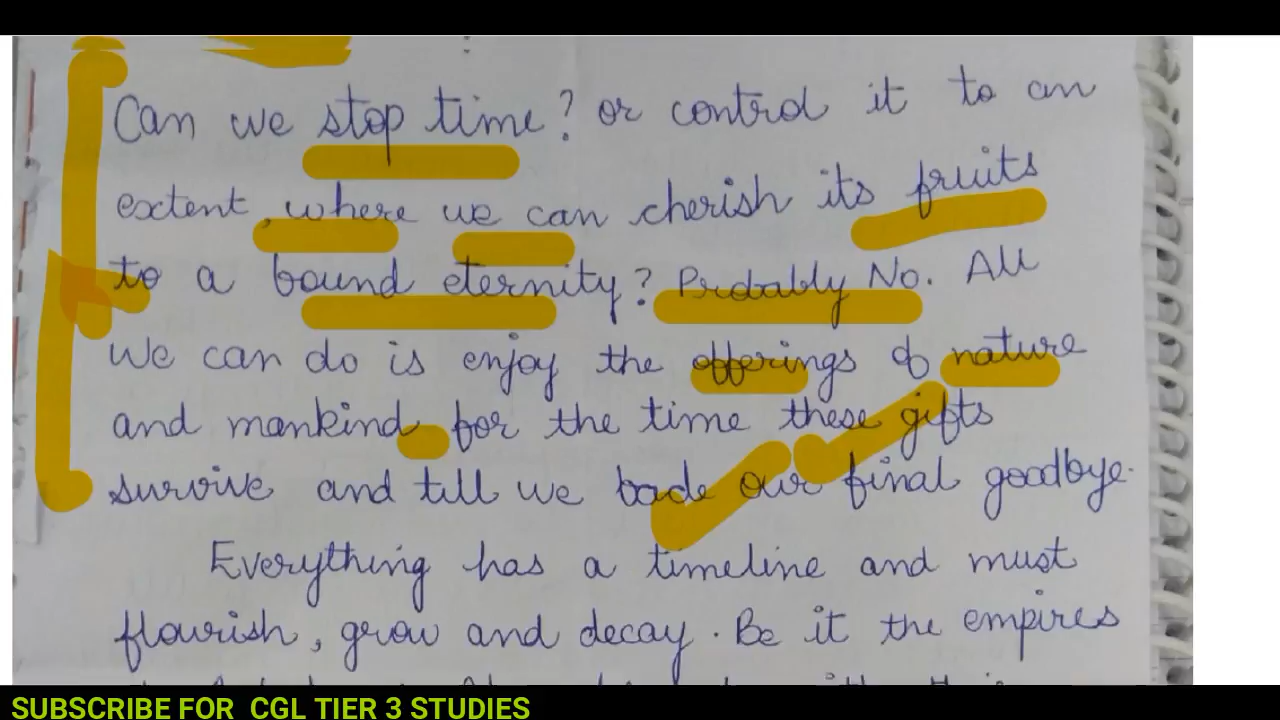 Can we stop time? or control it to an
extent, where we can cherish its fruits
to a bound eternity? Probably No. All
We can do is enjoy the offerings of nature
and mankind for the time these gifts
survive and till we bade our final goodbye.
Everything has a timeline and must
flourish, grow and decay. Be it the empires
SUBSCRIBE FOR CGL TIER 3 STUDIES